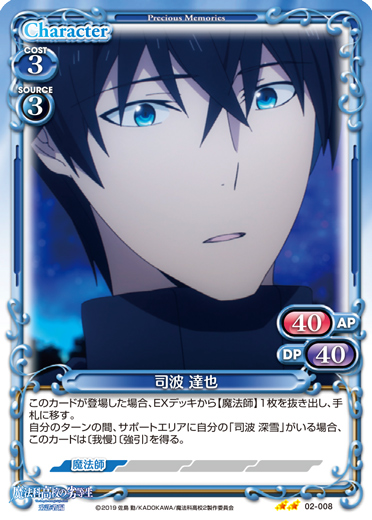 Precious Memories
Character
COST
3
SOURCE
3
40 AP
DP 40
司波 達也
このカードが登場した場合、EXデッキから【魔法師】1枚を抜き出し、手
札に移す。
自分のターンの間、サポートエリアに自分の「司波 深雪」がいる場合、
このカードは〔我慢〕〔強引〕を得る。
魔法師
魔法科高校の劣等生
02-008
©2019 佐島 勤/KADOKAWA/魔法科高校2製作委員会